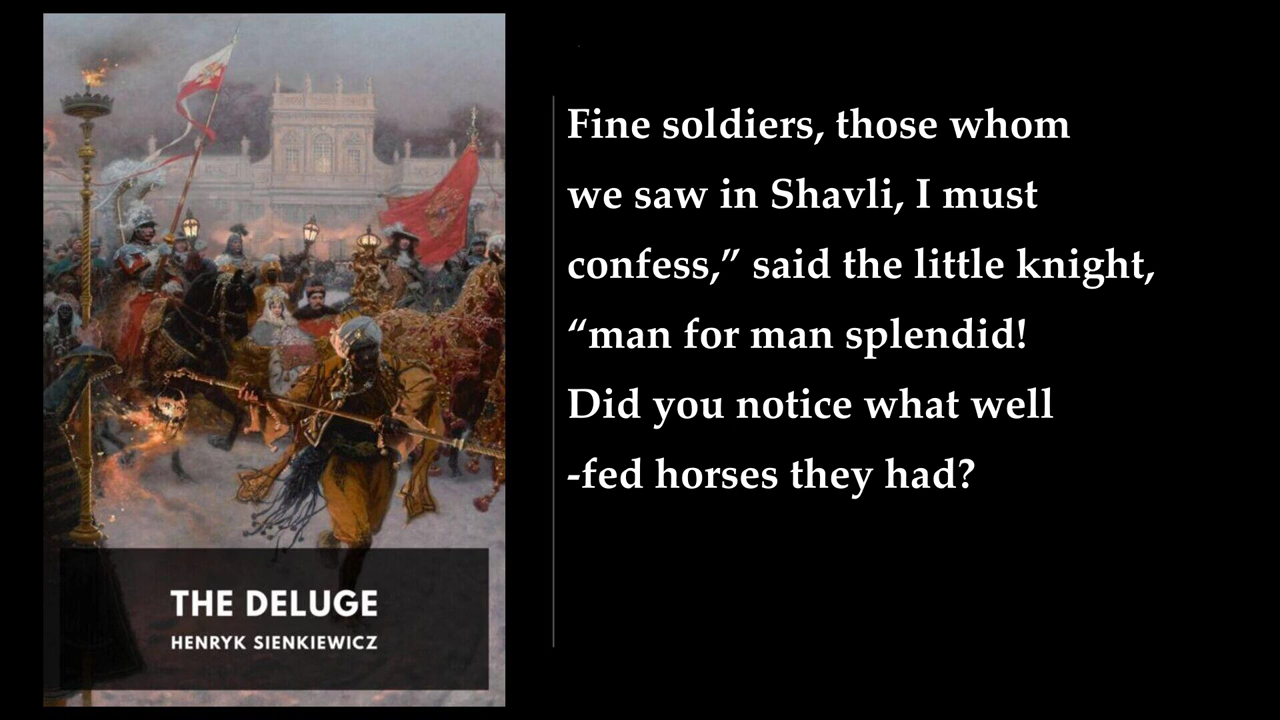 THE DELUGE
HENRYK SIENKIEWICZ
Fine soldiers, those whom
we saw in Shavli, I must
confess,” said the little knight,
“man for man splendid!
Did you notice what well
-fed horses they had?